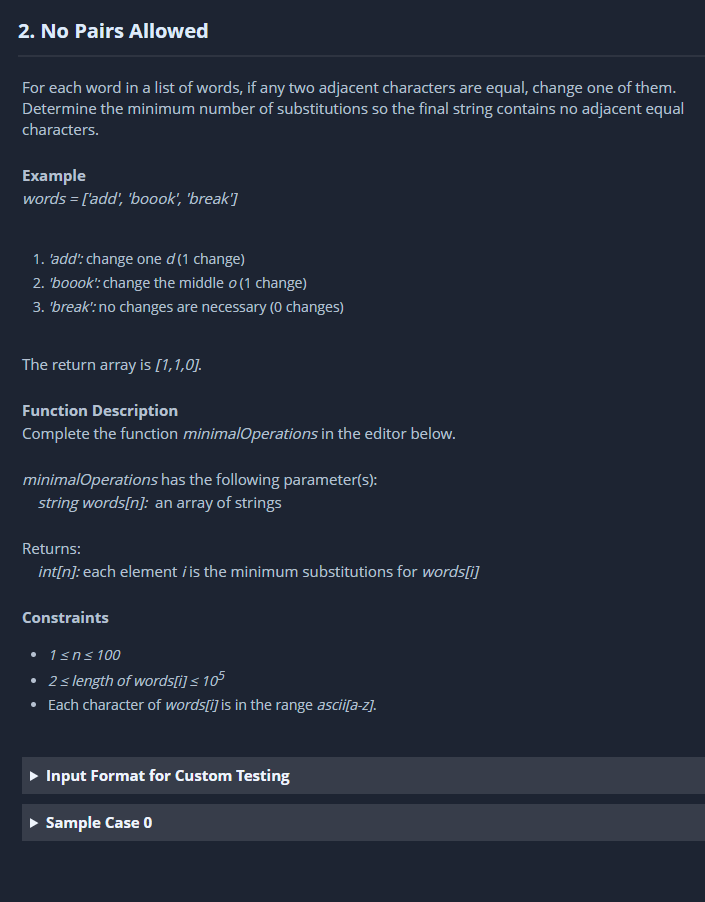 2. No Pairs Allowed
For each word in a list of words, if any two adjacent characters are equal, change one of them.
Determine the minimum number of substitutions so the final string contains no adjacent equal
characters.
Example
words = ['add', 'boook', 'break']
1. 'add': change one d (1 change)
2. 'boook': change the middle o (1 change)
3. 'break': no changes are necessary (0 changes)
The return array is [1,1,0].
Function Description
Complete the function minimalOperations in the editor below.
minimalOperations has the following parameter(s):
string words[n]: an array of strings
Returns:
int[n]: each element i is the minimum substitutions for words[i]
Constraints
• 1 ≤ n ≤ 100
• 2 ≤ length of words[i] ≤ 10⁵
• Each character of words[i] is in the range ascii[a-z].
▶ Input Format for Custom Testing
▶ Sample Case 0